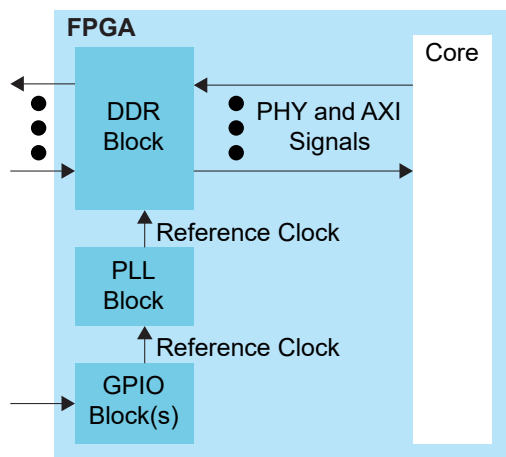 FPGA
Core
DDR
Block
PHY and AXI
Signals
Reference Clock
PLL
Block
Reference Clock
GPIO
Block(s)